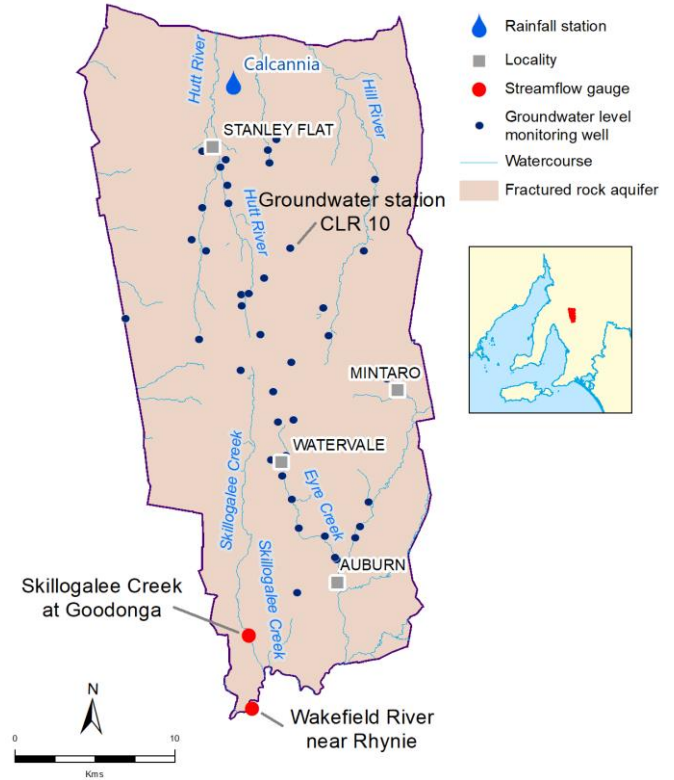 Rainfall station
Locality
Streamflow gauge
Groundwater level
monitoring well
Watercourse
Fractured rock aquifer
Hutt River
Calcannia
Hill River
STANLEY FLAT
Hutt River
Groundwater station
CLR 10
MINTARO
WATERVALE
Skillogalee Creek
Eyre Creek
Skillogalee Creek
AUBURN
Skillogalee Creek
at Goodonga
Wakefield River
near Rhynie
N
0 10
Kms